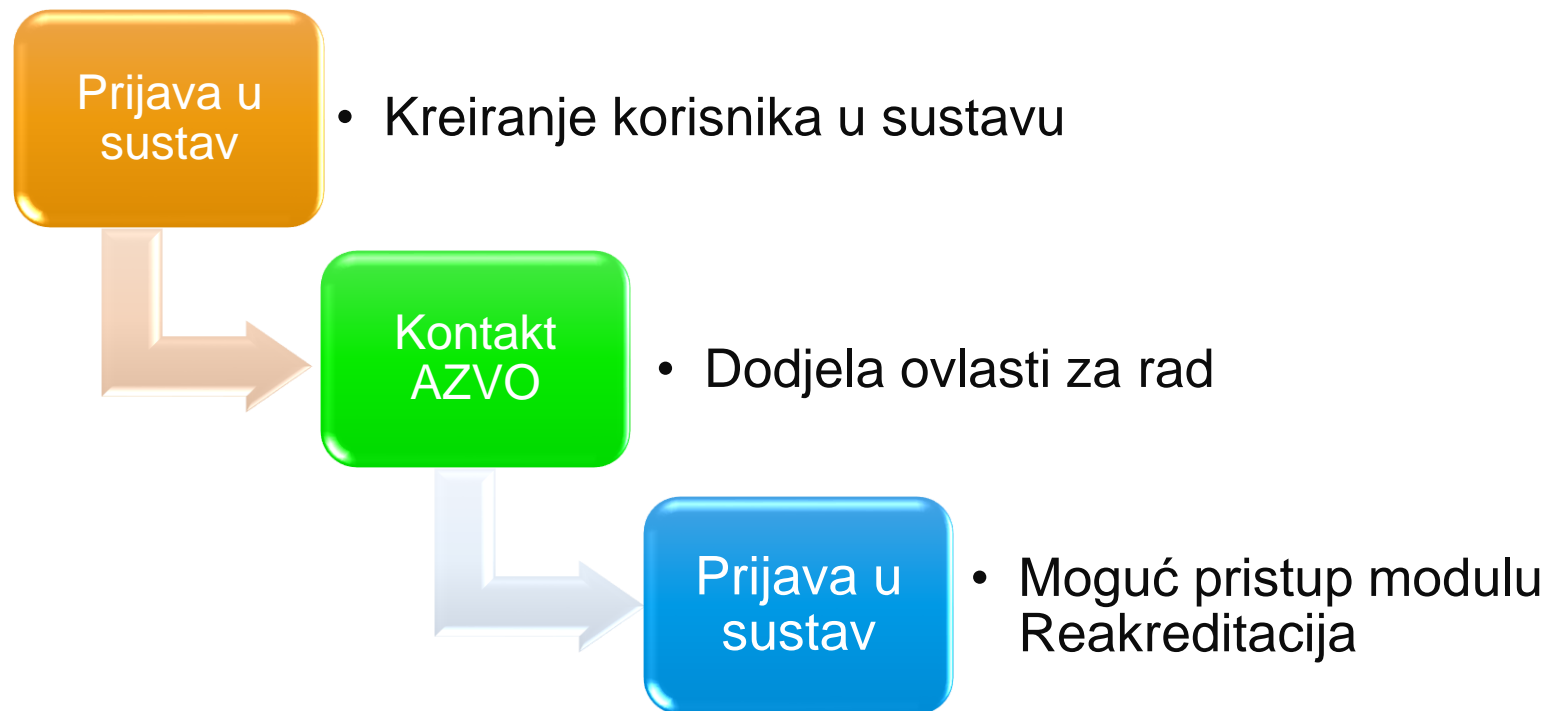 Prijava u
sustav
• Kreiranje korisnika u sustavu
Kontakt
AZVO
• Dodjela ovlasti za rad
Prijava u
sustav
• Moguć pristup modulu
Reakreditacija